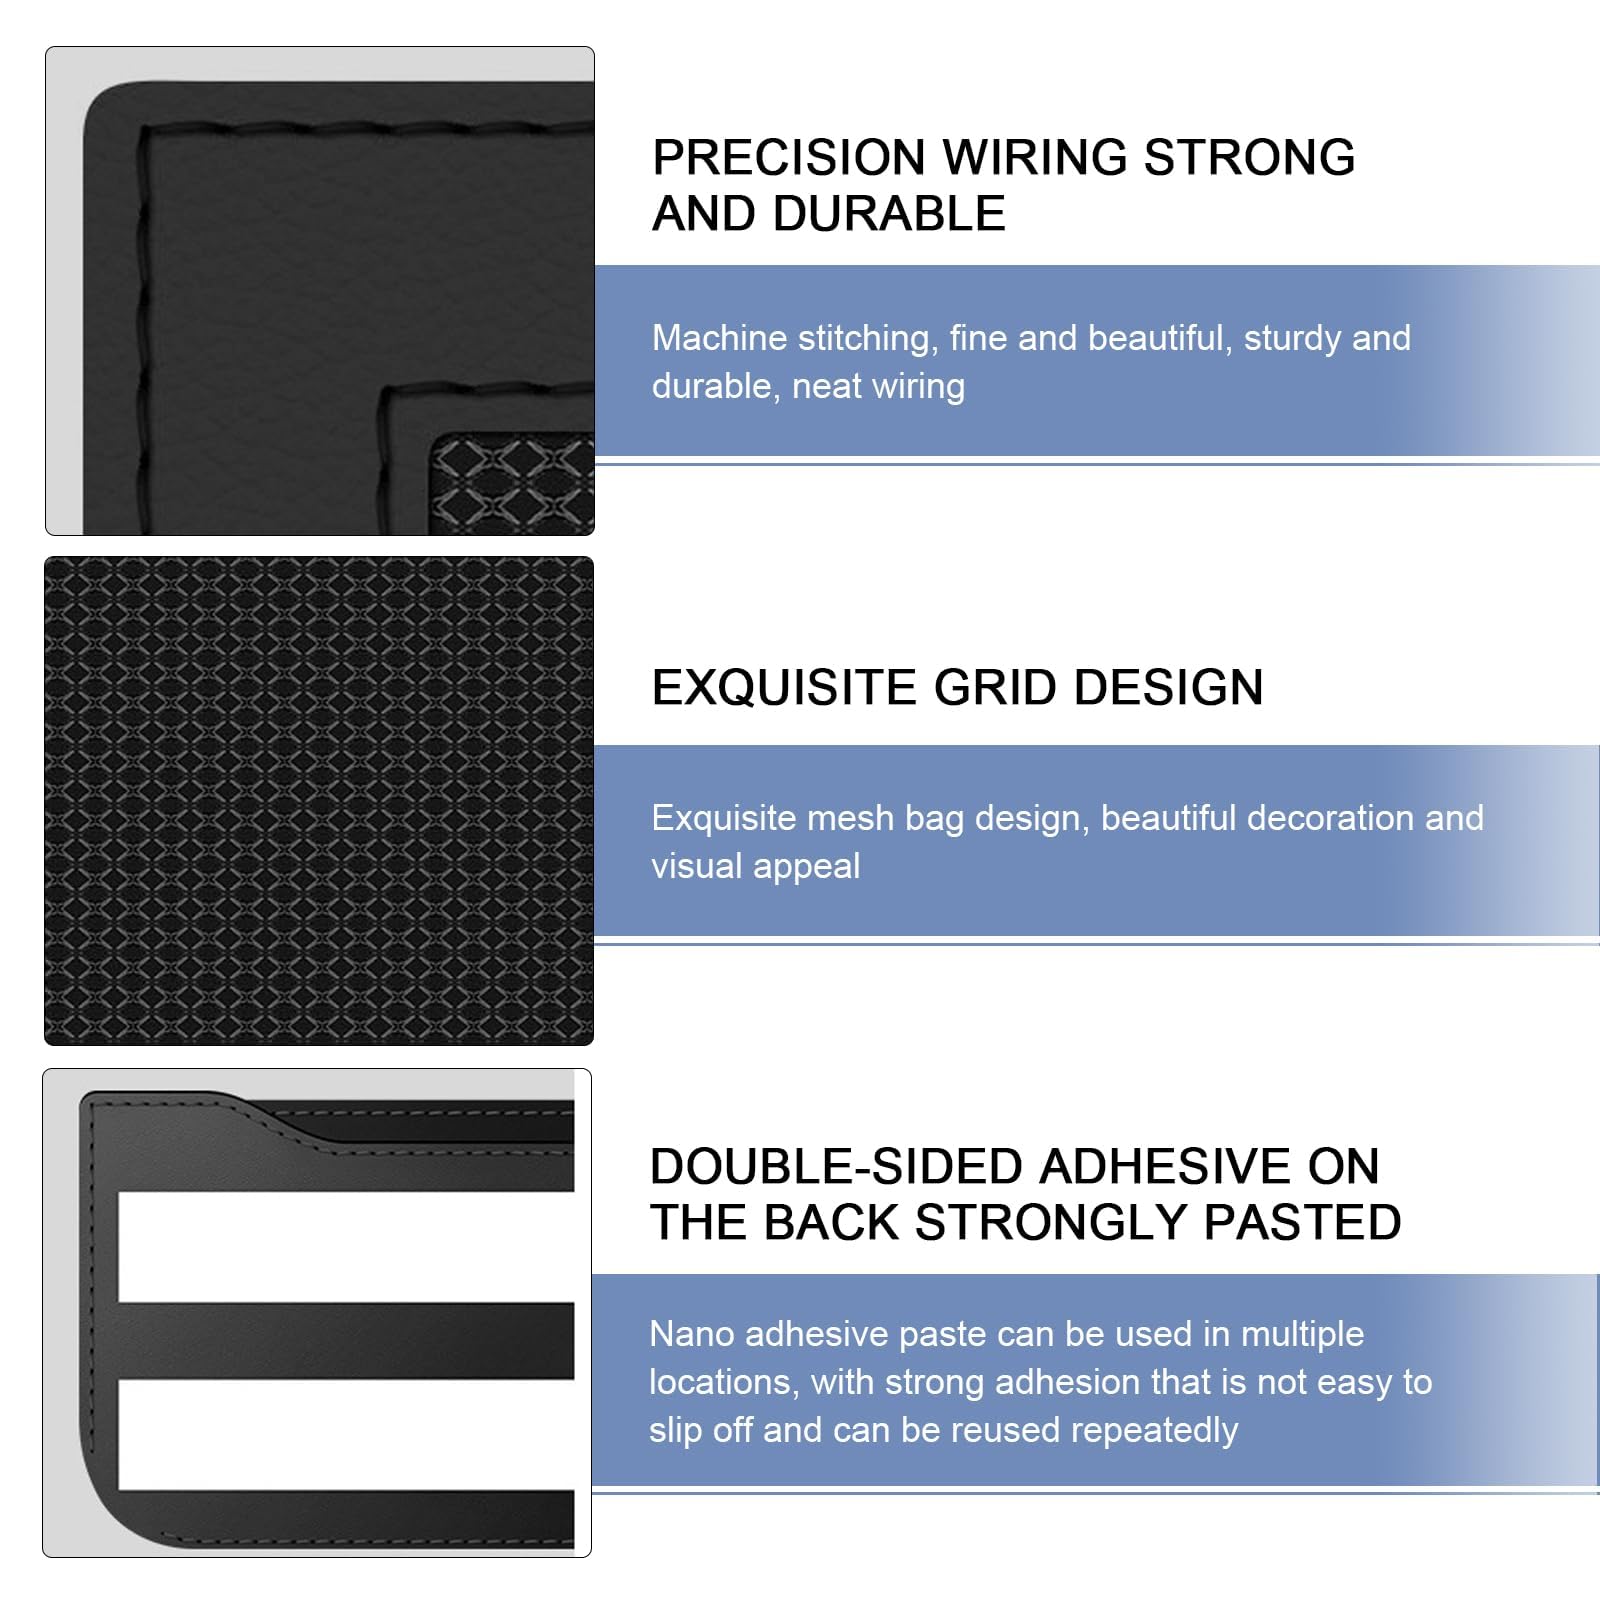 PRECISION WIRING STRONG
AND DURABLE
Machine stitching, fine and beautiful, sturdy and
durable, neat wiring
EXQUISITE GRID DESIGN
Exquisite mesh bag design, beautiful decoration and
visual appeal
DOUBLE-SIDED ADHESIVE ON
THE BACK STRONGLY PASTED
Nano adhesive paste can be used in multiple
locations, with strong adhesion that is not easy to
slip off and can be reused repeatedly